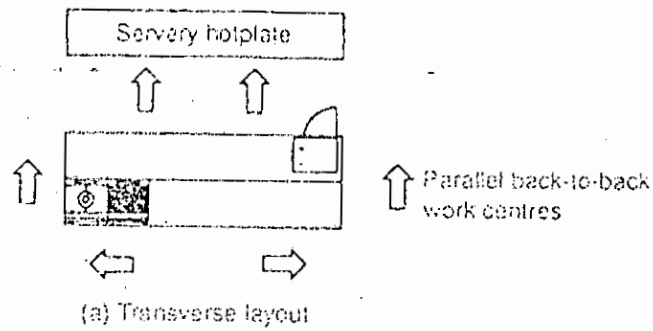 Servery hotplate
Parallel back-to-back
work centres
(a) Transverse layout